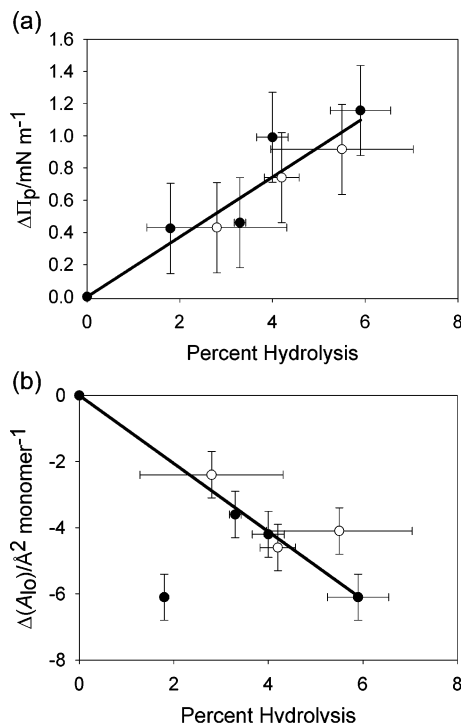 (a)
1.6
1.4
1.2
1.0
0.8
0.6
0.4
0.2
0.0
ΔΠp/mN m-1
0 2 4 6 8
Percent Hydrolysis
(b)
0
-2
-4
-6
-8
Δ(Alo)/Å2 monomer-1
0 2 4 6 8
Percent Hydrolysis